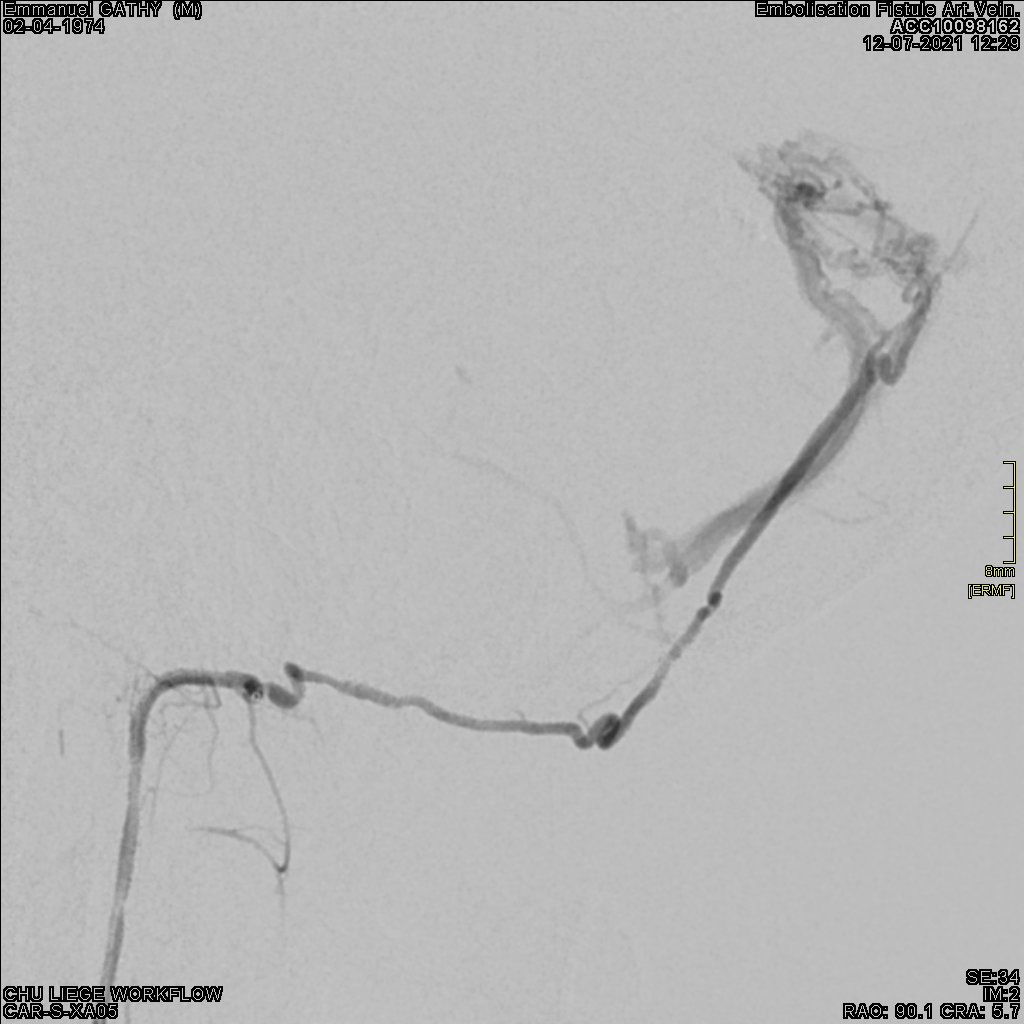 Emmanuel GATHY (M)
02-04-1974
Embolisation Fistule Art.Vein.
ACC10098162
12-07-2021 12:29
8mm
[ERMF]
CHU LIEGE WORKFLOW
CAR-S-XA05
SE:34
IM:2
RAO: 90.1 CRA: 5.7